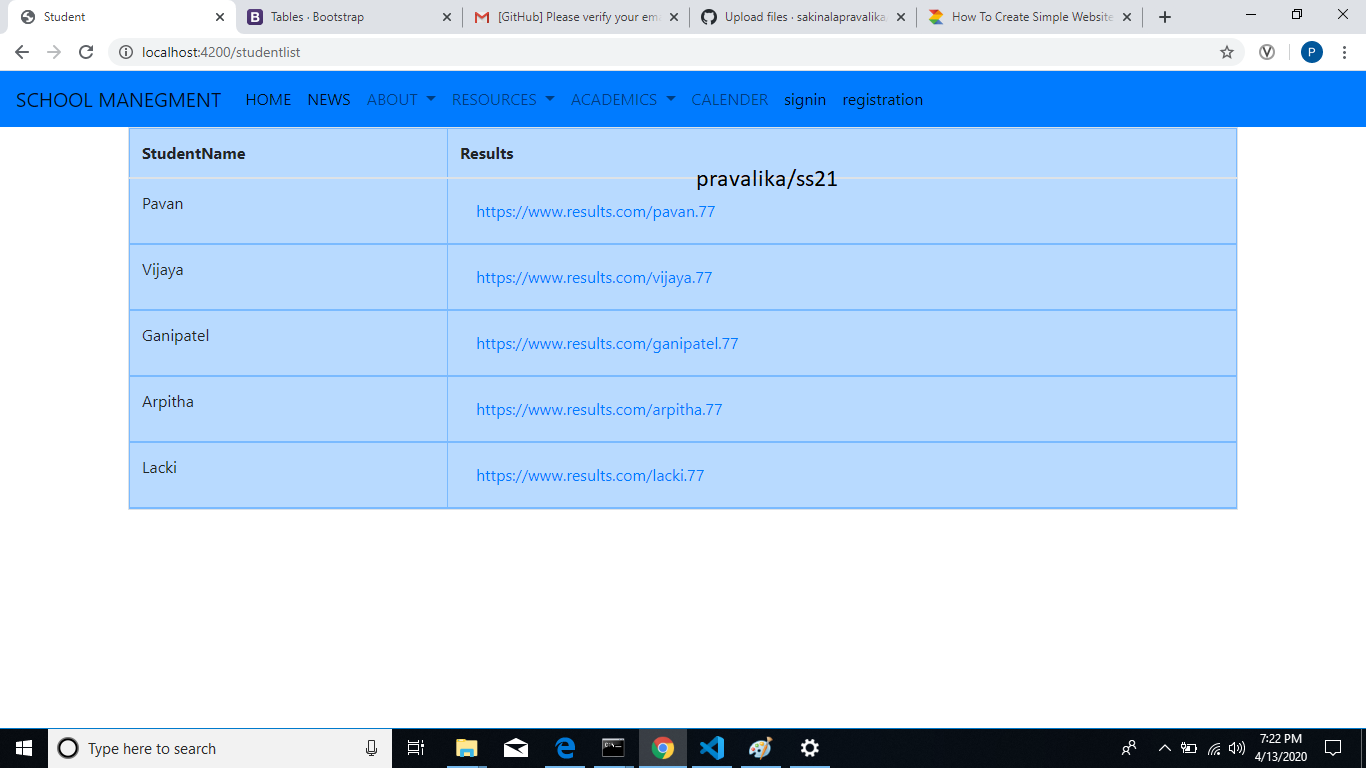 Student
Tables · Bootstrap
[GitHub] Please verify your ema
Upload files · sakinalapravalika
How To Create Simple Website
localhost:4200/studentlist
P
SCHOOL MANEGMENT HOME NEWS ABOUT RESOURCES ACADEMICS CALENDER signin registration
StudentName Results
pravalika/ss21
Pavan https://www.results.com/pavan.77
Vijaya https://www.results.com/vijaya.77
Ganipatel https://www.results.com/ganipatel.77
Arpitha https://www.results.com/arpitha.77
Lacki https://www.results.com/lacki.77
Type here to search
7:22 PM
4/13/2020